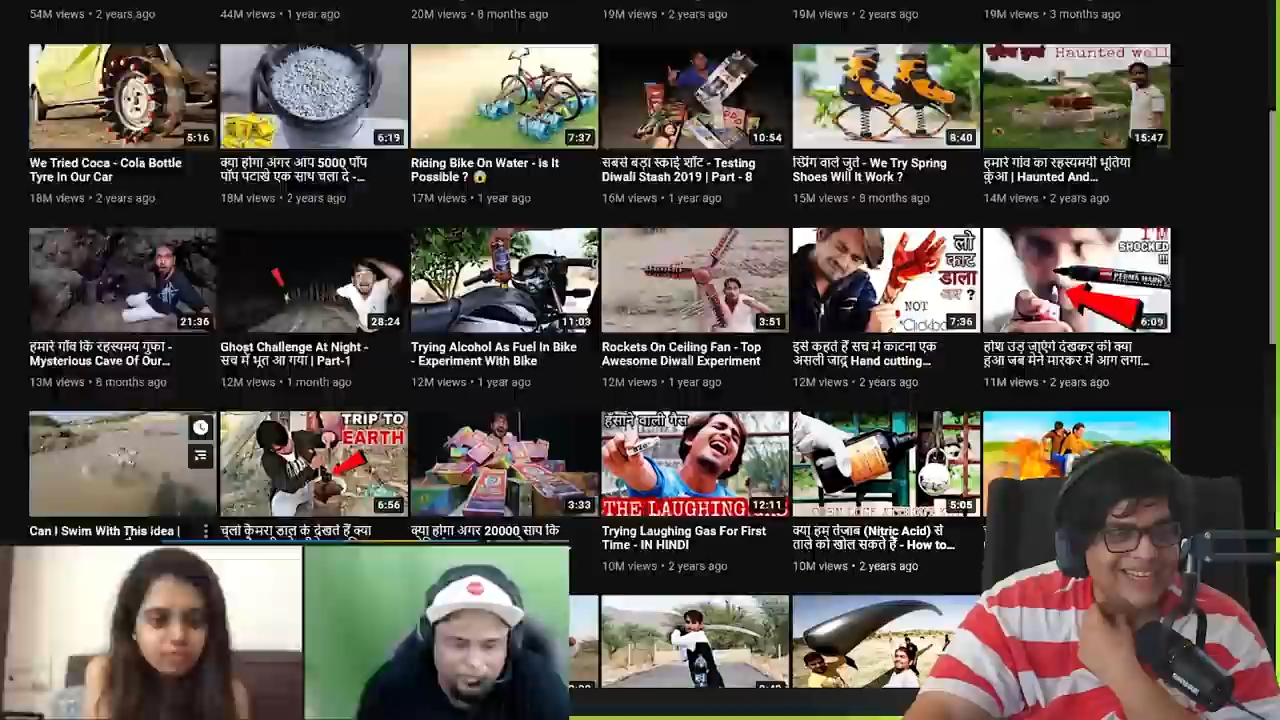 54M views • 2 years ago
44M views • 1 year ago
20M views • 8 months ago
19M views • 2 years ago
19M views • 2 years ago
19M views • 3 months ago
Haunted well
5:16
6:19
7:37
10:54
8:40
15:47
We Tried Coca - Cola Bottle
Tyre In Our Car
क्या होगा अगर आप 5000 पॉप
पॉप पटाखे एक साथ चला दे -...
Riding Bike On Water - Is It
Possible ? 😱
सबसे बड़ा स्काई शॉट - Testing
Diwali Stash 2019 | Part - 8
स्प्रिंग वाले जूते - We Try Spring
Shoes Will It Work ?
हमारे गाँव का रहस्यमयी भूतिया
कुँआ | Haunted And...
18M views • 2 years ago
18M views • 2 years ago
17M views • 1 year ago
16M views • 1 year ago
15M views • 8 months ago
14M views • 2 years ago
लो
काट
डाला
?
NOT
I'M
SHOCKED
!!!
21:36
28:24
11:03
3:51
7:36
6:09
हमारे गाँव कि रहस्यमय गुफा -
Mysterious Cave Of Our...
Ghost Challenge At Night -
सच में भूत आ गया | Part-1
Trying Alcohol As Fuel In Bike
- Experiment With Bike
Rockets On Ceiling Fan - Top
Awesome Diwali Experiment
इसे कहते हैं सच में काटना एक
असली जादू Hand cutting...
होश उड़ जाएंगे देखकर की क्या
हुआ जब मैने मारकर में आग लगा...
13M views • 8 months ago
12M views • 1 month ago
12M views • 1 year ago
12M views • 1 year ago
12M views • 2 years ago
11M views • 2 years ago
TRIP TO
EARTH
हंसाने वाली गैस
THE LAUGHING
6:56
3:33
12:11
5:05
Can I Swim With This idea |
चलो कैमरा डाल के देखते हैं क्या
क्या होगा अगर 20000 साप कि
Trying Laughing Gas For First
Time - IN HINDI
क्या हम तेजाब (Nitric Acid) से
ताले को खोल सकते हैं - How to...
10M views • 2 years ago
10M views • 2 years ago